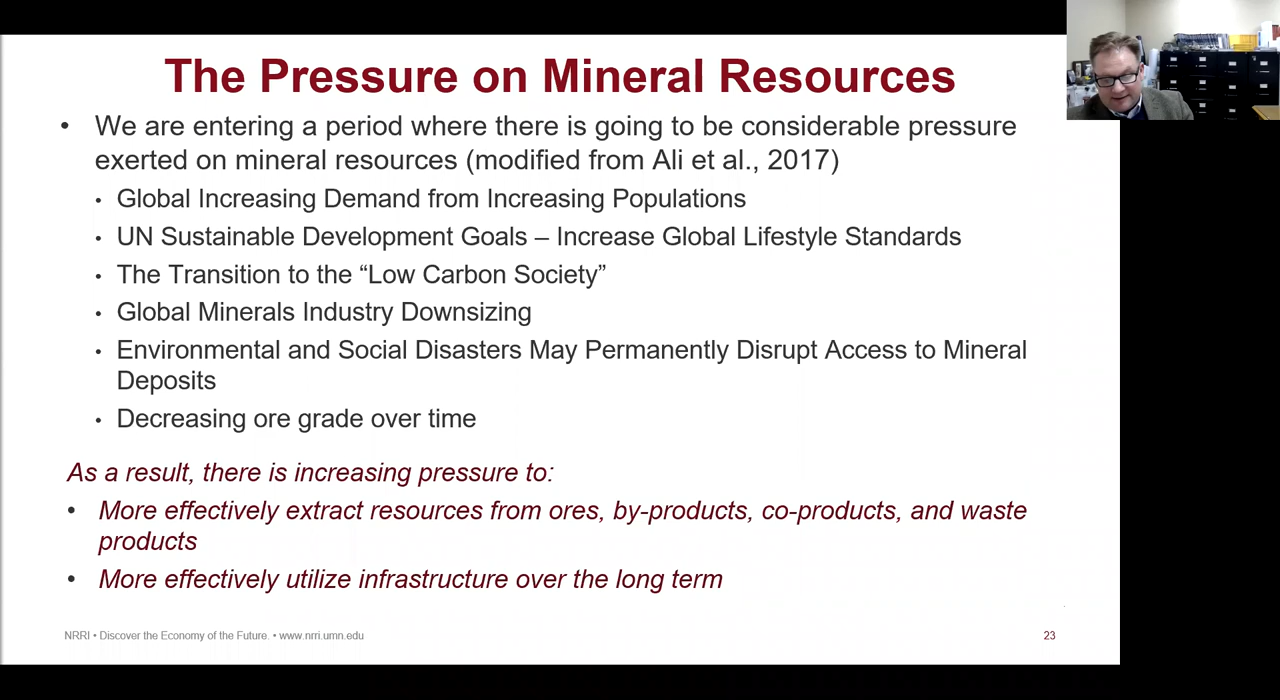 The Pressure on Mineral Resources
• We are entering a period where there is going to be considerable pressure
exerted on mineral resources (modified from Ali et al., 2017)
• Global Increasing Demand from Increasing Populations
• UN Sustainable Development Goals – Increase Global Lifestyle Standards
• The Transition to the “Low Carbon Society”
• Global Minerals Industry Downsizing
• Environmental and Social Disasters May Permanently Disrupt Access to Mineral
Deposits
• Decreasing ore grade over time
As a result, there is increasing pressure to:
• More effectively extract resources from ores, by-products, co-products, and waste
products
• More effectively utilize infrastructure over the long term
NRRI • Discover the Economy of the Future. • www.nrri.umn.edu
23